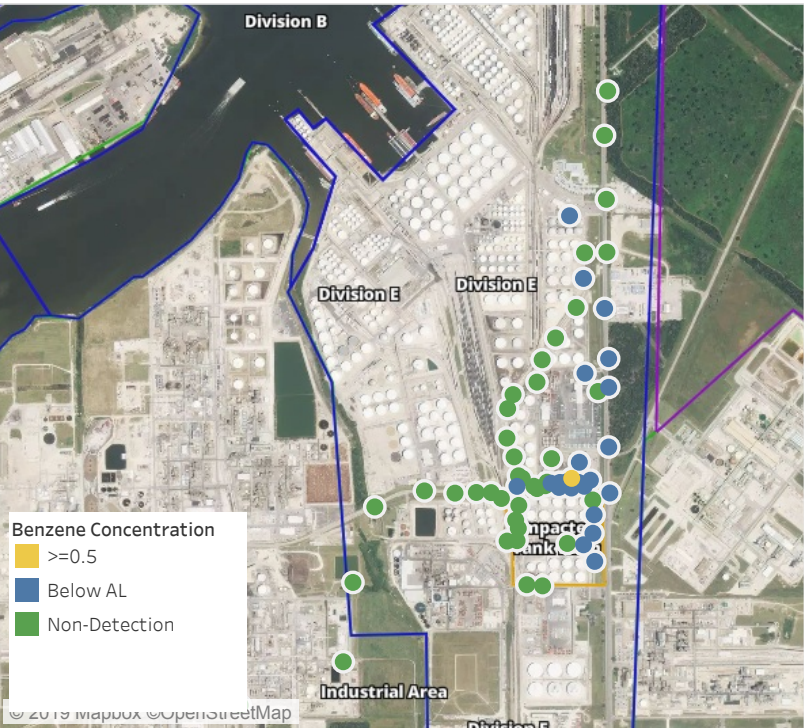 Division B
Division E
Division E
Benzene Concentration
>=0.5
Below AL
Non-Detection
Industrial Area
© 2019 Mapbox ©OpenStreetMap